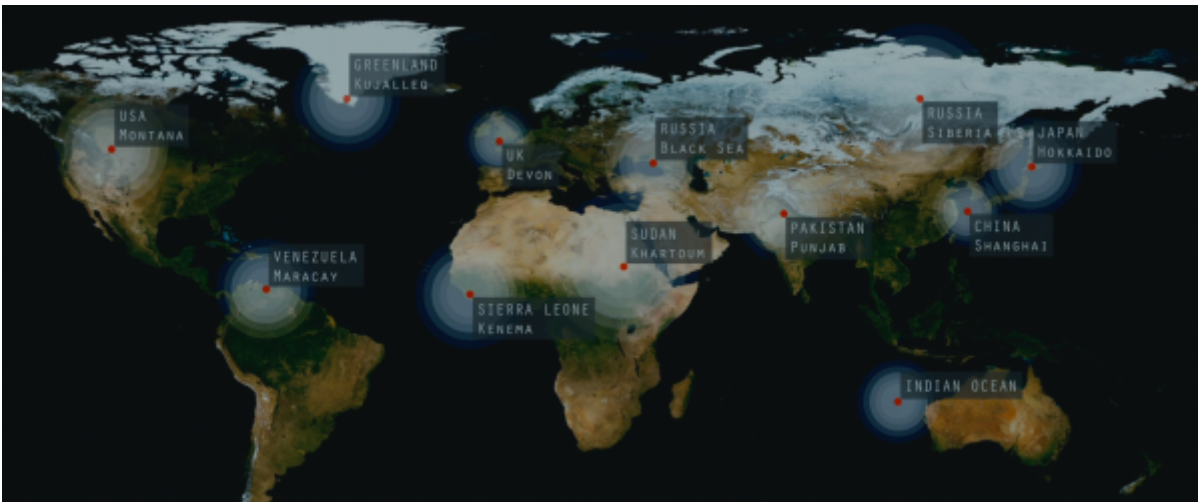 GREENLAND
KUJALLEQ
USA
MONTANA
UK
DEVON
RUSSIA
BLACK SEA
RUSSIA
SIBERIA
JAPAN
HOKKAIDO
VENEZUELA
MARACAY
SUDAN
KHARTOUM
PAKISTAN
PUNJAB
CHINA
SHANGHAI
SIERRA LEONE
KENEMA
INDIAN OCEAN